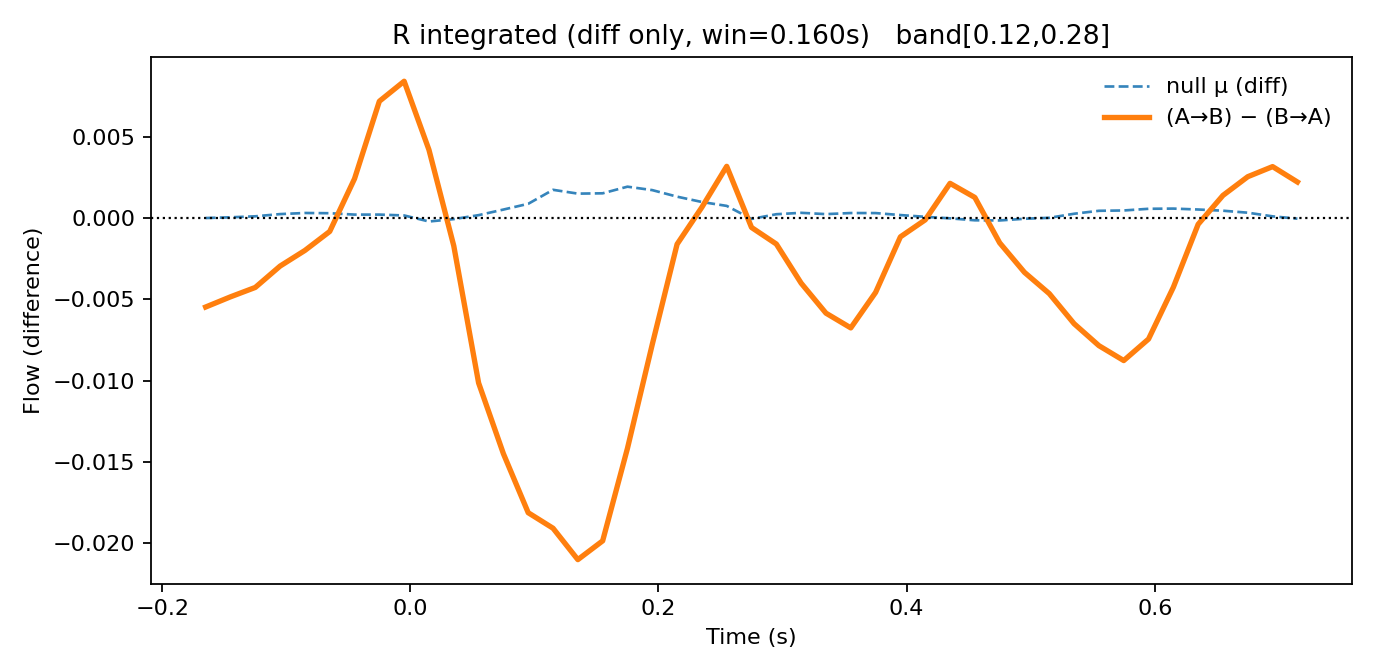 R integrated (diff only, win=0.160s)   band[0.12,0.28]
null μ (diff)
(A→B) − (B→A)
Flow (difference)
0.005
0.000
−0.005
−0.010
−0.015
−0.020
−0.2
0.0
0.2
0.4
0.6
Time (s)